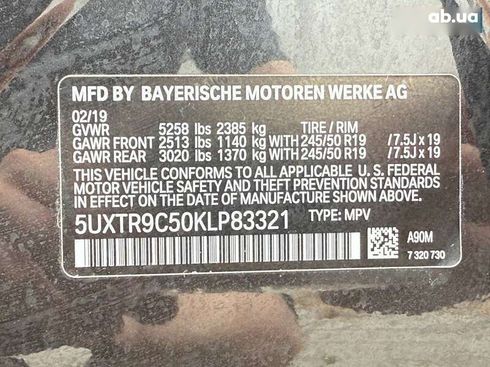 ab.ua
MFD BY BAYERISCHE MOTOREN WERKE AG
02/19
GVWR 5258 lbs 2385 kg TIRE / RIM
GAWR FRONT 2513 lbs 1140 kg WITH 245/50 R19 /7.5J x 19
GAWR REAR 3020 lbs 1370 kg WITH 245/50 R19 /7.5J x 19
THIS VEHICLE CONFORMS TO ALL APPLICABLE U. S. FEDERAL
MOTOR VEHICLE SAFETY AND THEFT PREVENTION STANDARDS
IN EFFECT ON THE DATE OF MANUFACTURE SHOWN ABOVE.
5UXTR9C50KLP83321 TYPE: MPV
A90M
7 320 730